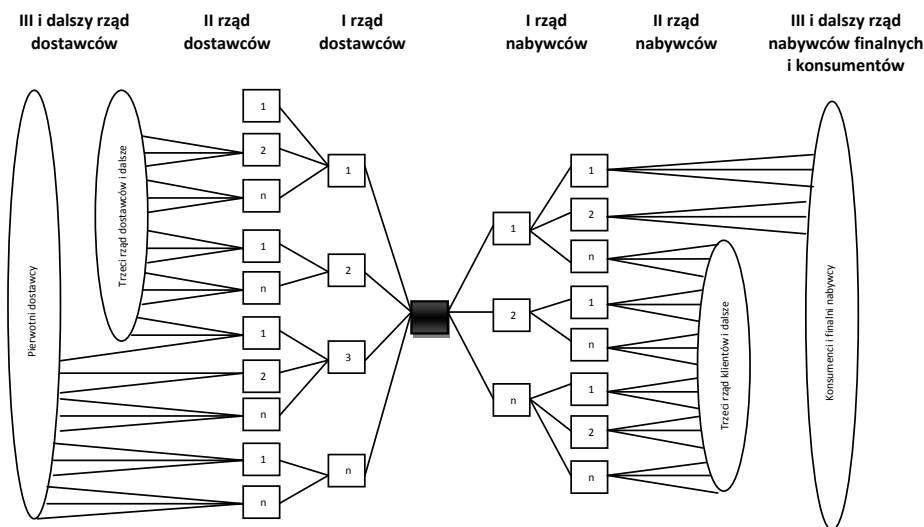 III i dalszy rząd
dostawców
II rząd
dostawców
I rząd
dostawców
I rząd
nabywców
II rząd
nabywców
III i dalszy rząd
nabywców finalnych
i konsumentów
Pierwotni dostawcy
Trzeci rząd dostawców i dalsze
1
2
n
1
n
1
2
n
1
n
1
2
3
n
1
2
n
1
2
n
1
n
1
2
n
Trzeci rząd klientów i dalsze
Konsumenci i finalni nabywcy